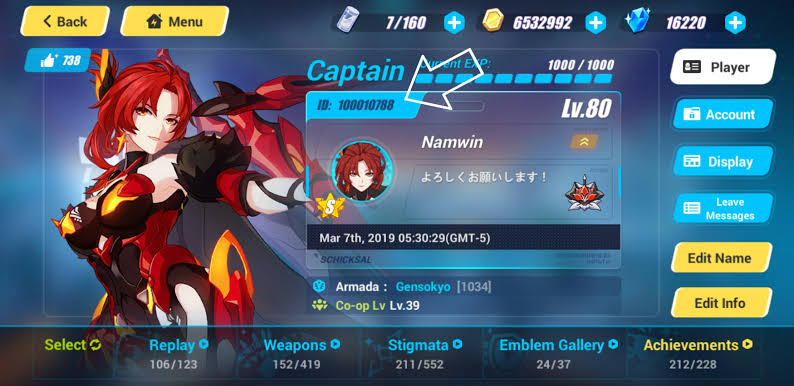 Back
Menu
7/160
6532992
16220
738
Captain
Current EXP:
1000 / 1000
Player
ID: 100010788
Lv.80
Account
Namwin
Display
よろしくお願いします！
S
Leave
Messages
Mar 7th, 2019 05:30:29(GMT-5)
SCHICKSAL
Edit Name
Armada : Gensokyo [1034]
Co-op Lv Lv.39
Edit Info
Select
Replay
106/123
Weapons
152/419
Stigmata
211/552
Emblem Gallery
24/37
Achievements
212/228